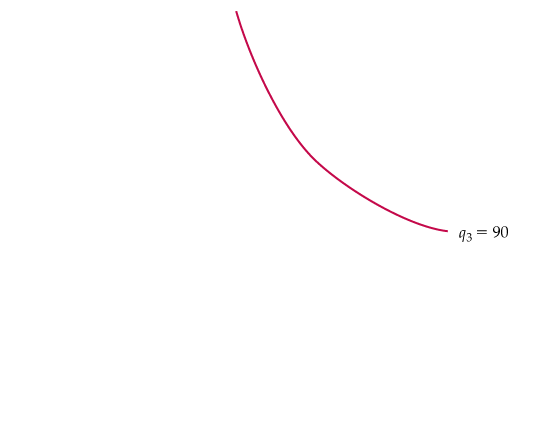 q₃ = 90